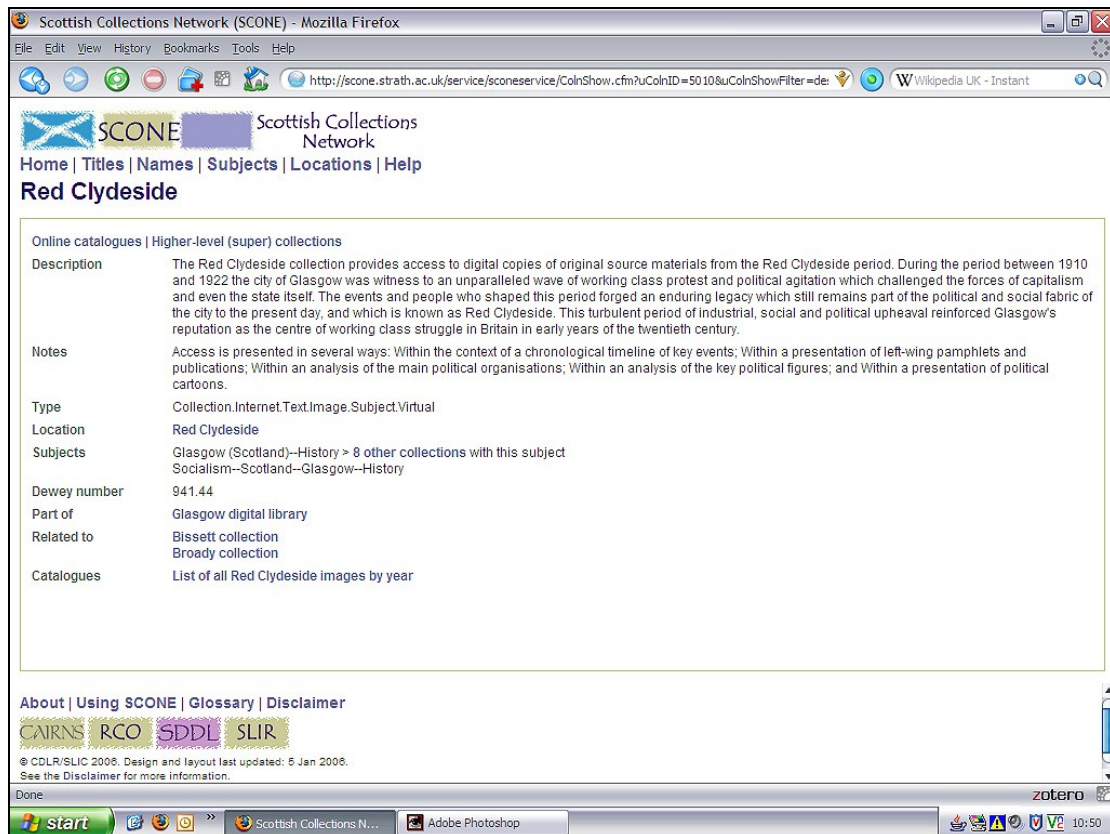 Scottish Collections Network (SCONE) - Mozilla Firefox
File Edit View History Bookmarks Tools Help
http://scone.strath.ac.uk/service/sconeservice/ColnShow.cfm?uColnID=5010&uColnShowFilter=de: W Wikipedia UK - Instant
SCONE Scottish Collections
Network
Home | Titles | Names | Subjects | Locations | Help
Red Clydeside
Online catalogues | Higher-level (super) collections
Description The Red Clydeside collection provides access to digital copies of original source materials from the Red Clydeside period. During the period between 1910
and 1922 the city of Glasgow was witness to an unparalleled wave of working class protest and political agitation which challenged the forces of capitalism
and even the state itself. The events and people who shaped this period forged an enduring legacy which still remains part of the political and social fabric of
the city to the present day, and which is known as Red Clydeside. This turbulent period of industrial, social and political upheaval reinforced Glasgow's
reputation as the centre of working class struggle in Britain in early years of the twentieth century.
Notes Access is presented in several ways: Within the context of a chronological timeline of key events; Within a presentation of left-wing pamphlets and
publications; Within an analysis of the main political organisations; Within an analysis of the key political figures; and Within a presentation of political
cartoons.
Type Collection.Internet.Text.Image.Subject.Virtual
Location Red Clydeside
Subjects Glasgow (Scotland)--History > 8 other collections with this subject
Socialism--Scotland--Glasgow--History
Dewey number 941.44
Part of Glasgow digital library
Related to Bissett collection
Broady collection
Catalogues List of all Red Clydeside images by year
About | Using SCONE | Glossary | Disclaimer
CAIRNS RCO SDDL SLIR
© CDLR/SLIC 2006. Design and layout last updated: 5 Jan 2006.
See the Disclaimer for more information.
Done zotero
start » Scottish Collections N... Adobe Photoshop 10:50